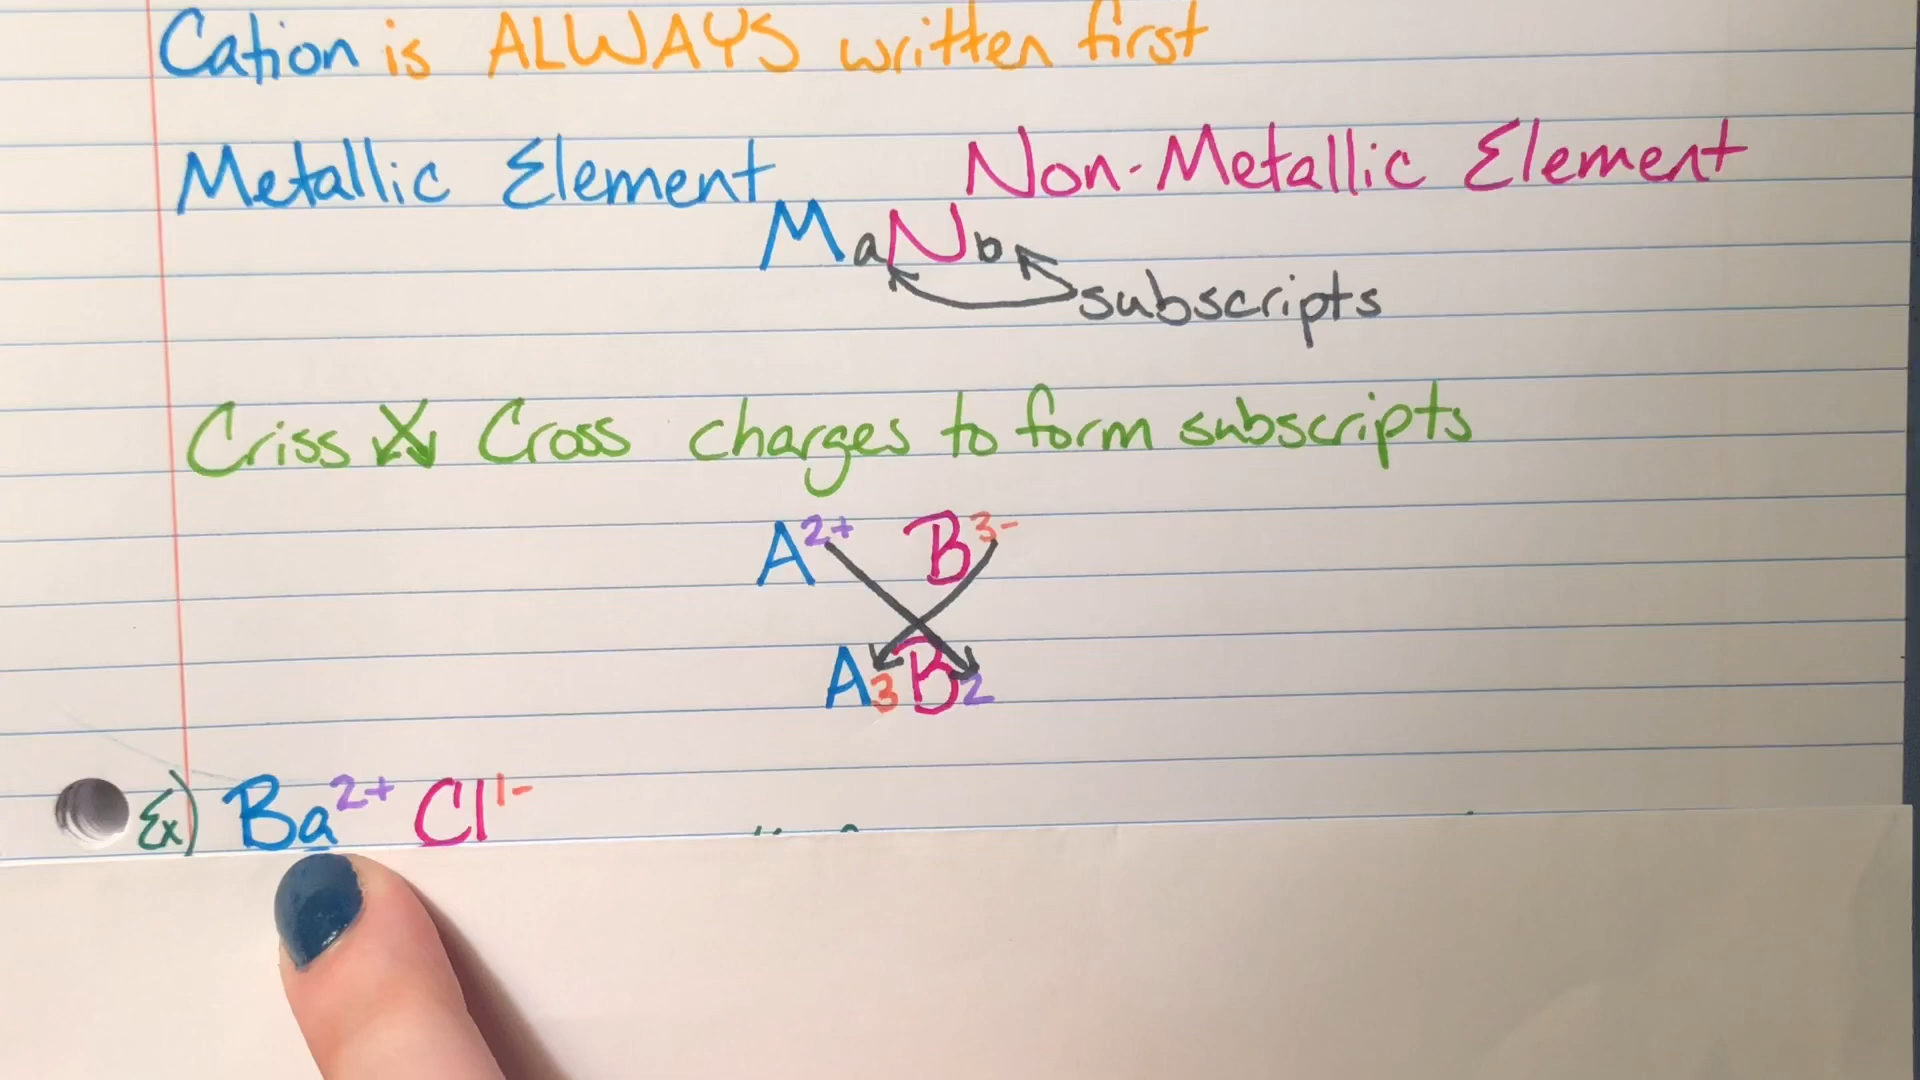 Cation is ALWAYS written first
Metallic Element Non-Metallic Element
MaNb
subscripts
Criss Cross charges to form subscripts
A2+ B3-
A3B2
Ex) Ba2+ Cl1-